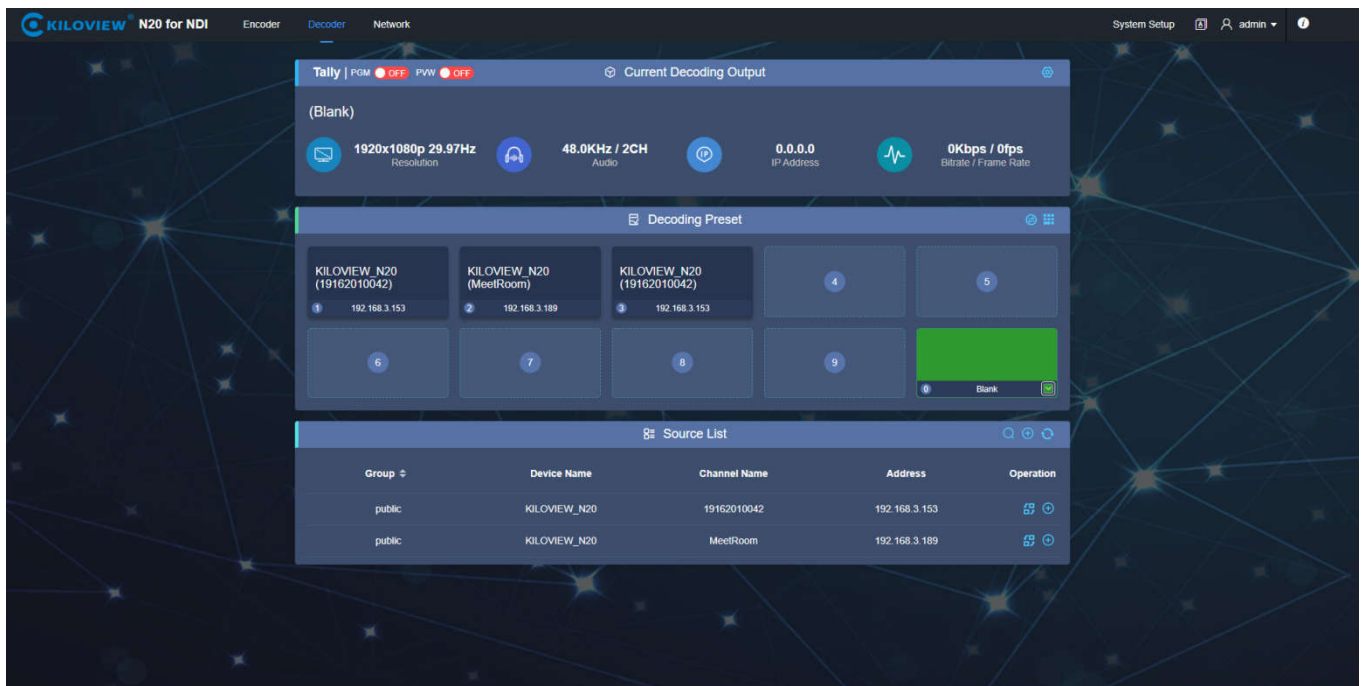 KILOVIEW® N20 for NDI Encoder Decoder Network System Setup admin
Tally | PGM OFF PVW OFF Current Decoding Output
(Blank)
1920x1080p 29.97Hz
Resolution
48.0KHz / 2CH
Audio
IP
0.0.0.0
IP Address
0Kbps / 0fps
Bitrate / Frame Rate
Decoding Preset
KILOVIEW_N20
(19162010042)
1 192.168.3.153
KILOVIEW_N20
(MeetRoom)
2 192.168.3.189
KILOVIEW_N20
(19162010042)
3 192.168.3.153
4
5
6
7
8
9
0 Blank
Source List
Group Device Name Channel Name Address Operation
public KILOVIEW_N20 19162010042 192.168.3.153
public KILOVIEW_N20 MeetRoom 192.168.3.189